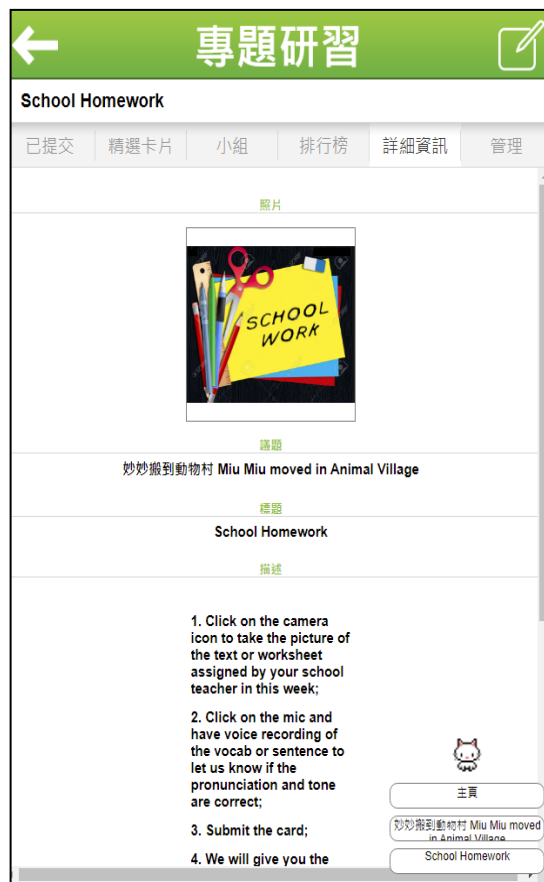 專題研習
School Homework
已提交
精選卡片
小組
排行榜
詳細資訊
管理
照片
SCHOOL
WORK
議題
妙妙搬到動物村 Miu Miu moved in Animal Village
標題
School Homework
描述
1. Click on the camera
icon to take the picture of
the text or worksheet
assigned by your school
teacher in this week;
2. Click on the mic and
have voice recording of
the vocab or sentence to
let us know if the
pronunciation and tone
are correct;
3. Submit the card;
4. We will give you the
主頁
妙妙搬到動物村 Miu Miu moved
in Animal Village
School Homework